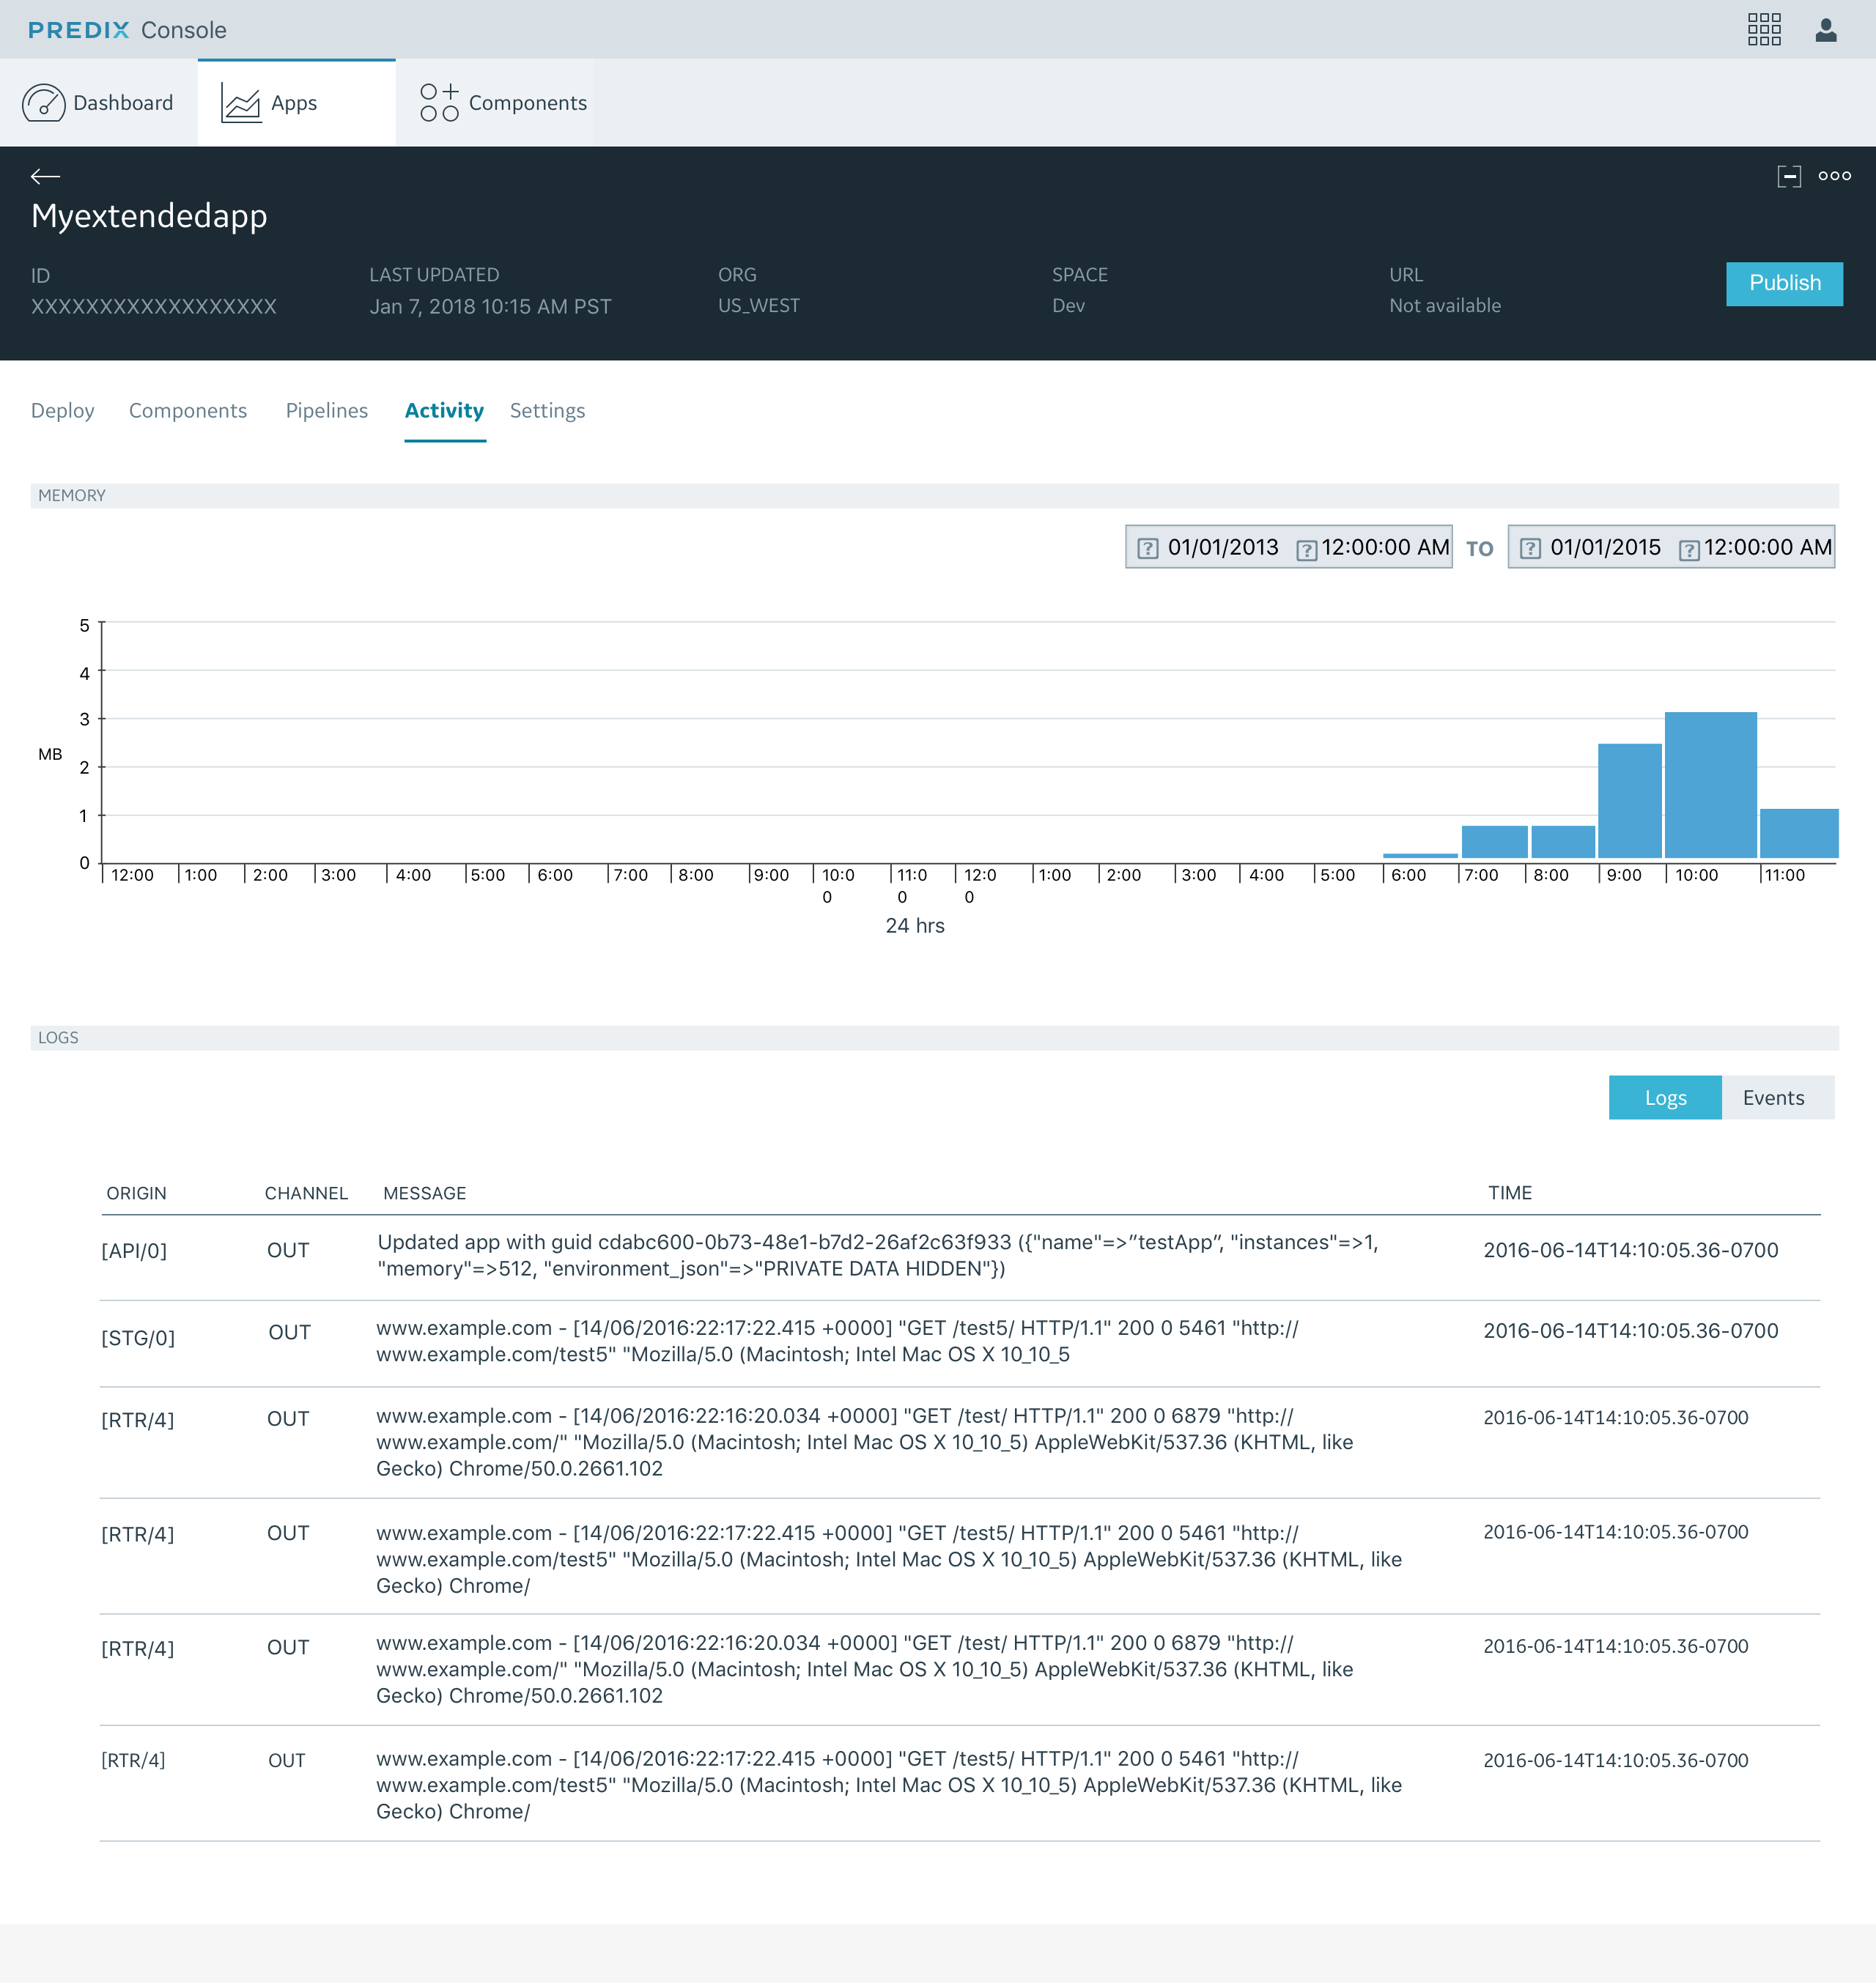 PREDIX Console
Dashboard
Apps
Components
Myextendedapp
ID
LAST UPDATED
ORG
SPACE
URL
Publish
XXXXXXXXXXXXXXXXXX
Jan 7, 2018 10:15 AM PST
US_WEST
Dev
Not available
Deploy
Components
Pipelines
Activity
Settings
MEMORY
? 01/01/2013 ? 12:00:00 AM TO ? 01/01/2015 ? 12:00:00 AM
5
4
3
MB
2
1
0
12:00 1:00 2:00 3:00 4:00 5:00 6:00 7:00 8:00 9:00 10:0 11:0 12:0 1:00 2:00 3:00 4:00 5:00 6:00 7:00 8:00 9:00 10:00 11:00
0 0 0
24 hrs
LOGS
Logs
Events
ORIGIN CHANNEL MESSAGE TIME
[API/0] OUT
Updated app with guid cdabc600-0b73-48e1-b7d2-26af2c63f933 ({"name"=>”testApp”, "instances"=>1,
"memory"=>512, "environment_json"=>"PRIVATE DATA HIDDEN"})
2016-06-14T14:10:05.36-0700
[STG/0] OUT
www.example.com - [14/06/2016:22:17:22.415 +0000] "GET /test5/ HTTP/1.1" 200 0 5461 "http://
www.example.com/test5" "Mozilla/5.0 (Macintosh; Intel Mac OS X 10_10_5
2016-06-14T14:10:05.36-0700
[RTR/4] OUT
www.example.com - [14/06/2016:22:16:20.034 +0000] "GET /test/ HTTP/1.1" 200 0 6879 "http://
www.example.com/" "Mozilla/5.0 (Macintosh; Intel Mac OS X 10_10_5) AppleWebKit/537.36 (KHTML, like
Gecko) Chrome/50.0.2661.102
2016-06-14T14:10:05.36-0700
[RTR/4] OUT
www.example.com - [14/06/2016:22:17:22.415 +0000] "GET /test5/ HTTP/1.1" 200 0 5461 "http://
www.example.com/test5" "Mozilla/5.0 (Macintosh; Intel Mac OS X 10_10_5) AppleWebKit/537.36 (KHTML, like
Gecko) Chrome/
2016-06-14T14:10:05.36-0700
[RTR/4] OUT
www.example.com - [14/06/2016:22:16:20.034 +0000] "GET /test/ HTTP/1.1" 200 0 6879 "http://
www.example.com/" "Mozilla/5.0 (Macintosh; Intel Mac OS X 10_10_5) AppleWebKit/537.36 (KHTML, like
Gecko) Chrome/50.0.2661.102
2016-06-14T14:10:05.36-0700
[RTR/4] OUT
www.example.com - [14/06/2016:22:17:22.415 +0000] "GET /test5/ HTTP/1.1" 200 0 5461 "http://
www.example.com/test5" "Mozilla/5.0 (Macintosh; Intel Mac OS X 10_10_5) AppleWebKit/537.36 (KHTML, like
Gecko) Chrome/
2016-06-14T14:10:05.36-0700